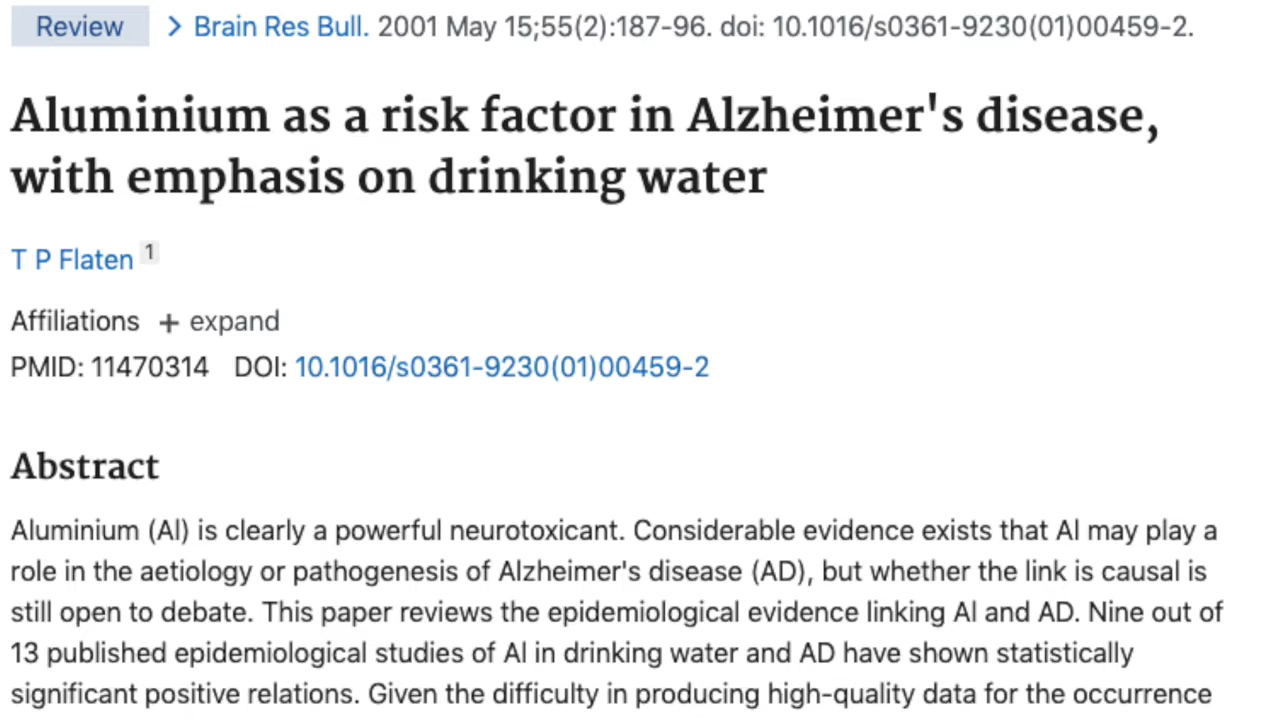 Review > Brain Res Bull. 2001 May 15;55(2):187-96. doi: 10.1016/s0361-9230(01)00459-2.
Aluminium as a risk factor in Alzheimer's disease,
with emphasis on drinking water
T P Flaten 1
Affiliations + expand
PMID: 11470314 DOI: 10.1016/s0361-9230(01)00459-2
Abstract
Aluminium (Al) is clearly a powerful neurotoxicant. Considerable evidence exists that Al may play a
role in the aetiology or pathogenesis of Alzheimer's disease (AD), but whether the link is causal is
still open to debate. This paper reviews the epidemiological evidence linking Al and AD. Nine out of
13 published epidemiological studies of Al in drinking water and AD have shown statistically
significant positive relations. Given the difficulty in producing high-quality data for the occurrence